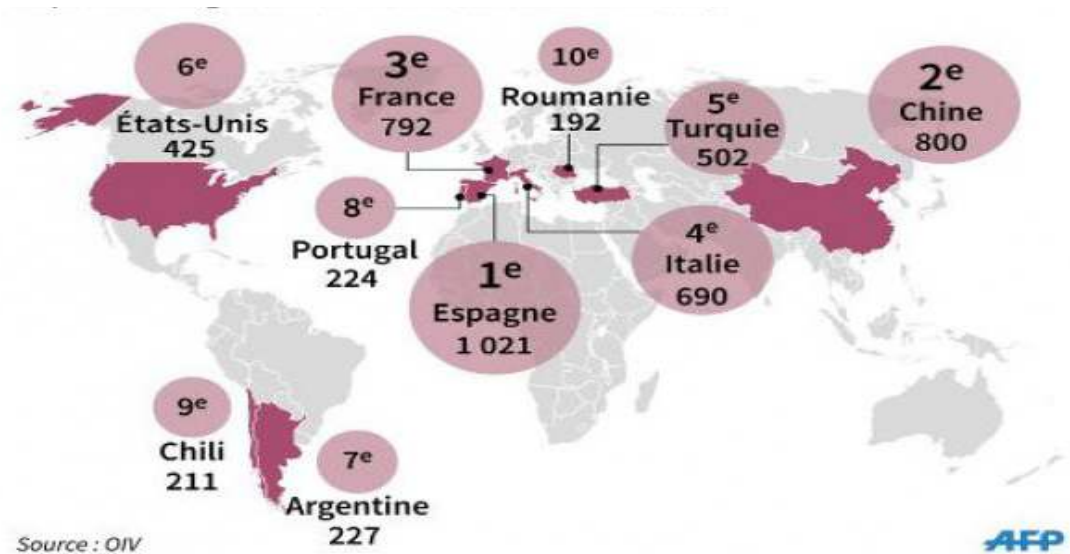 6e
États-Unis
425
3e
France
792
10e
Roumanie
192
5e
Turquie
502
2e
Chine
800
8e
Portugal
224
1e
Espagne
1 021
4e
Italie
690
9e
Chili
211
7e
Argentine
227
Source : OIV
AFP